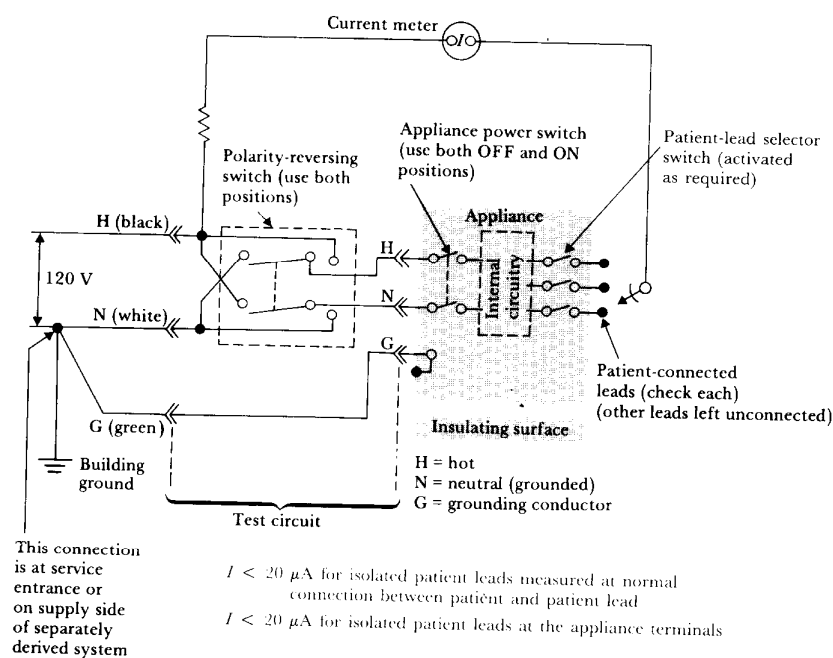 Current meter
I
Appliance power switch
(use both OFF and ON
positions)
Patient-lead selector
switch (activated
as required)
Polarity-reversing
switch (use both
positions)
H (black)
Appliance
H
Internal
circuitry
120 V
N
N (white)
G
Patient-connected
leads (check each)
(other leads left unconnected)
G (green)
Insulating surface
Building
ground
H = hot
N = neutral (grounded)
G = grounding conductor
Test circuit
This connection
is at service
entrance or
on supply side
of separately
derived system
I < 20 μA for isolated patient leads measured at normal
connection between patient and patient lead
I < 20 μA for isolated patient leads at the appliance terminals